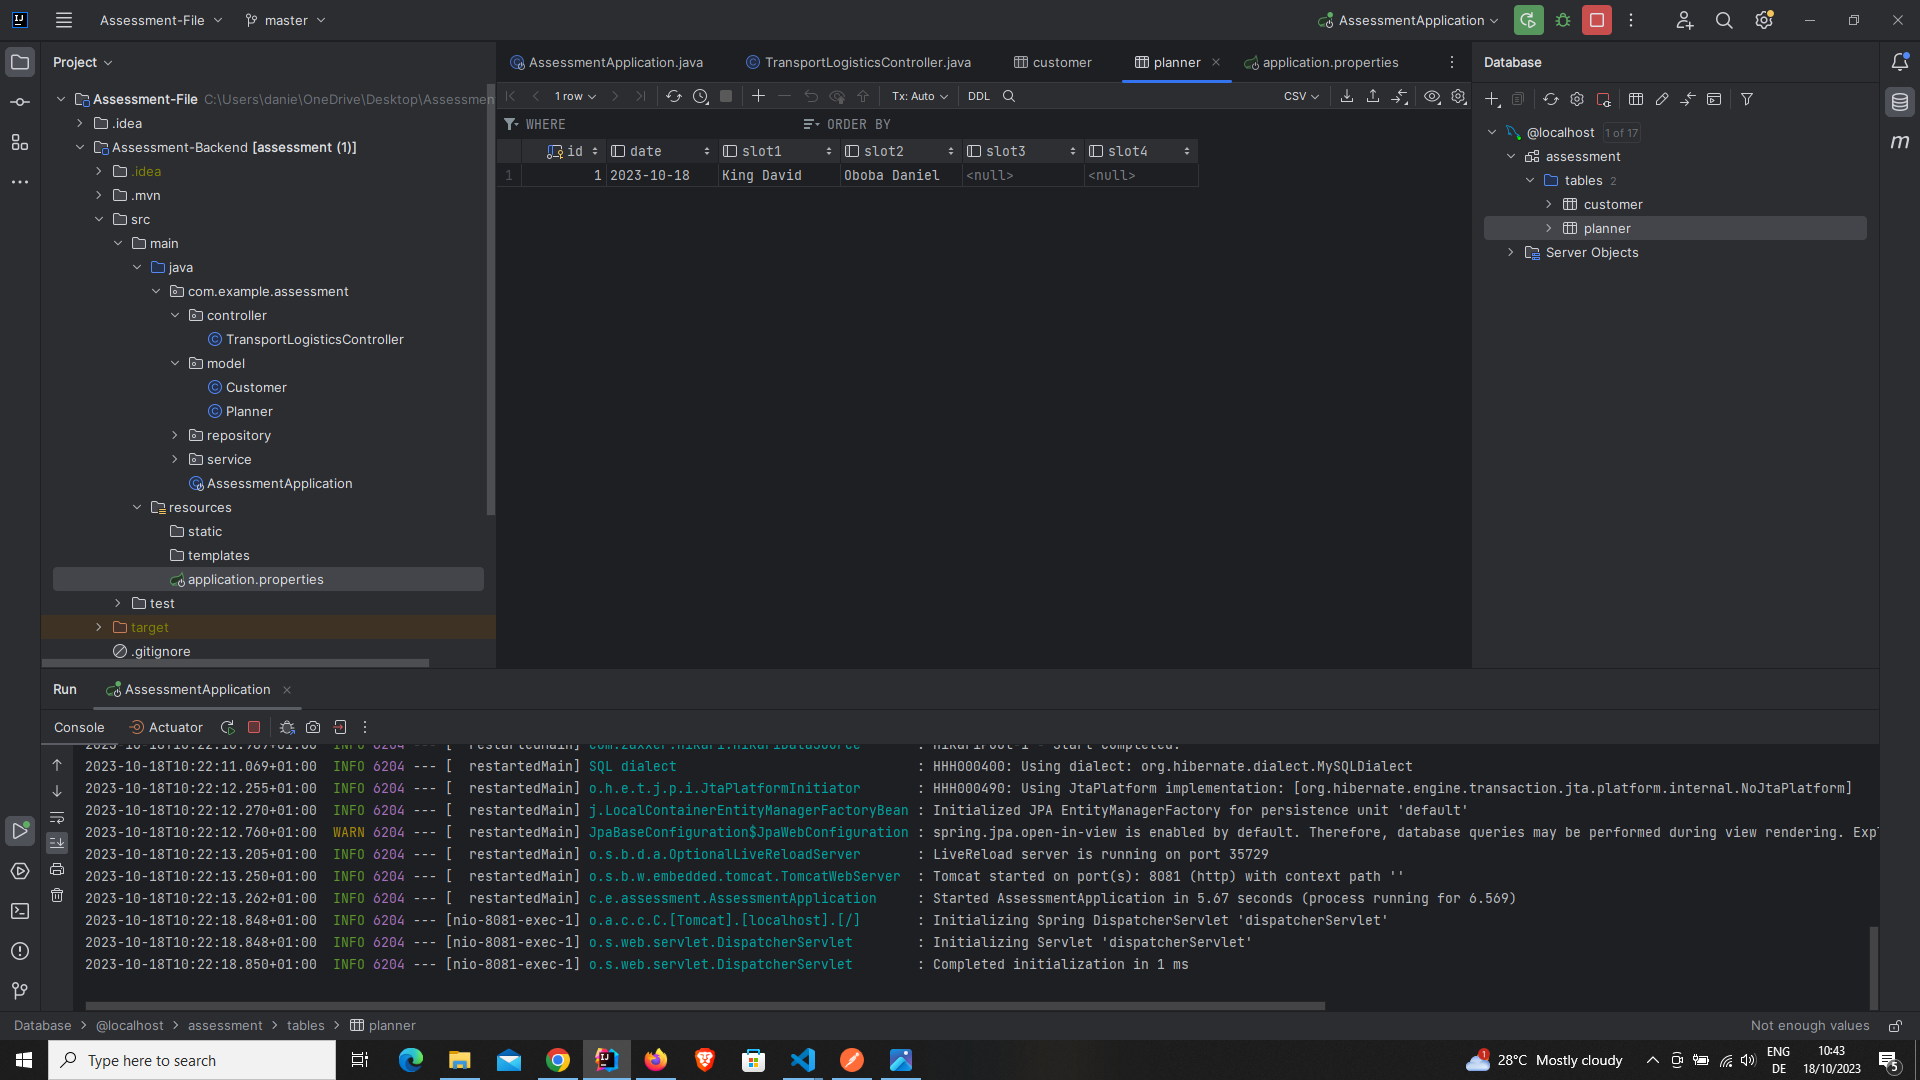 Assessment-File
master
AssessmentApplication
Project
AssessmentApplication.java
TransportLogisticsController.java
customer
planner
application.properties
Database
1 row
Tx: Auto
DDL
CSV
WHERE
ORDER BY
id
date
slot1
slot2
slot3
slot4
1
1
2023-10-18
King David
Oboba Daniel
<null>
<null>
Assessment-File C:\Users\danie\OneDrive\Desktop\Assessmen
.idea
Assessment-Backend [assessment (1)]
.idea
.mvn
src
main
java
com.example.assessment
controller
TransportLogisticsController
model
Customer
Planner
repository
service
AssessmentApplication
resources
static
templates
application.properties
test
target
.gitignore
@localhost 1 of 17
assessment
tables 2
customer
planner
Server Objects
Run
AssessmentApplication
Console
Actuator
2023-10-18T10:22:11.069+01:00 INFO 6204 --- [ restartedMain] SQL dialect : HHH000400: Using dialect: org.hibernate.dialect.MySQLDialect
2023-10-18T10:22:12.255+01:00 INFO 6204 --- [ restartedMain] o.h.e.t.j.p.i.JtaPlatformInitiator : HHH000490: Using JtaPlatform implementation: [org.hibernate.engine.transaction.jta.platform.internal.NoJtaPlatform]
2023-10-18T10:22:12.270+01:00 INFO 6204 --- [ restartedMain] j.LocalContainerEntityManagerFactoryBean : Initialized JPA EntityManagerFactory for persistence unit 'default'
2023-10-18T10:22:12.760+01:00 WARN 6204 --- [ restartedMain] JpaBaseConfiguration$JpaWebConfiguration : spring.jpa.open-in-view is enabled by default. Therefore, database queries may be performed during view rendering. Exp
2023-10-18T10:22:13.205+01:00 INFO 6204 --- [ restartedMain] o.s.b.d.a.OptionalLiveReloadServer : LiveReload server is running on port 35729
2023-10-18T10:22:13.250+01:00 INFO 6204 --- [ restartedMain] o.s.b.w.embedded.tomcat.TomcatWebServer : Tomcat started on port(s): 8081 (http) with context path ''
2023-10-18T10:22:13.262+01:00 INFO 6204 --- [ restartedMain] c.e.assessment.AssessmentApplication : Started AssessmentApplication in 5.67 seconds (process running for 6.569)
2023-10-18T10:22:18.848+01:00 INFO 6204 --- [nio-8081-exec-1] o.a.c.c.C.[Tomcat].[localhost].[/] : Initializing Spring DispatcherServlet 'dispatcherServlet'
2023-10-18T10:22:18.848+01:00 INFO 6204 --- [nio-8081-exec-1] o.s.web.servlet.DispatcherServlet : Initializing Servlet 'dispatcherServlet'
2023-10-18T10:22:18.850+01:00 INFO 6204 --- [nio-8081-exec-1] o.s.web.servlet.DispatcherServlet : Completed initialization in 1 ms
Database > @localhost > assessment > tables > planner
Not enough values
Type here to search
1
28°C Mostly cloudy
ENG
DE
10:43
18/10/2023
5